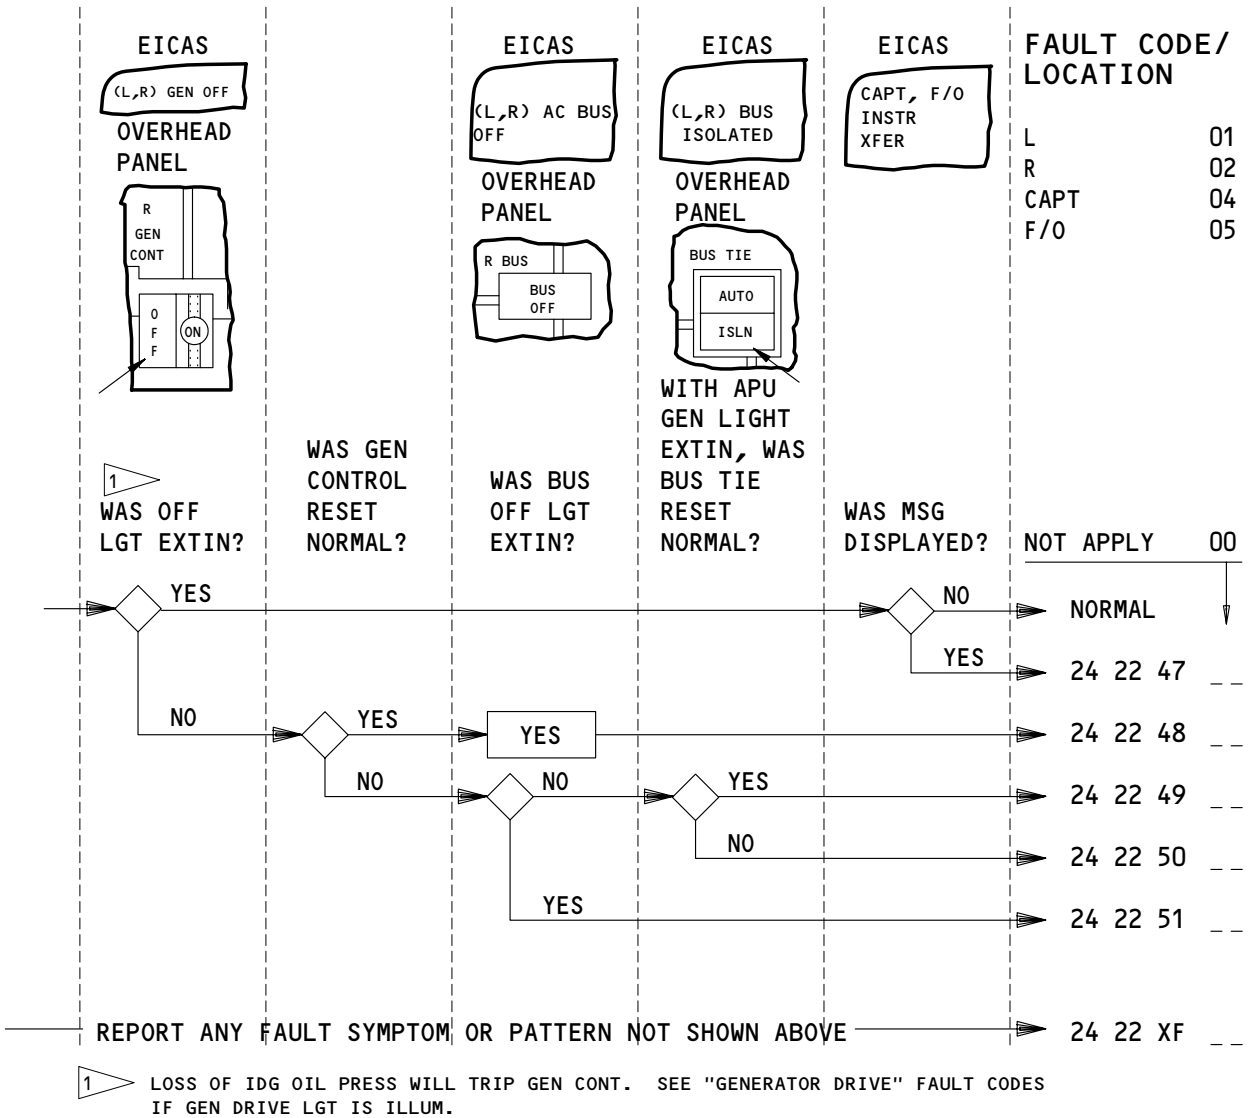 EICAS
(L,R) GEN OFF
OVERHEAD
PANEL
R
GEN
CONT
O
F
F
ON
1
WAS OFF
LGT EXTIN?
WAS GEN
CONTROL
RESET
NORMAL?
EICAS
(L,R) AC BUS
OFF
OVERHEAD
PANEL
R BUS
BUS
OFF
WAS BUS
OFF LGT
EXTIN?
EICAS
(L,R) BUS
ISOLATED
OVERHEAD
PANEL
BUS TIE
AUTO
ISLN
WITH APU
GEN LIGHT
EXTIN, WAS
BUS TIE
RESET
NORMAL?
EICAS
CAPT, F/O
INSTR
XFER
WAS MSG
DISPLAYED?
FAULT CODE/
LOCATION
L 01
R 02
CAPT 04
F/O 05
NOT APPLY 00
YES
NO
NORMAL
YES
24 22 47 _ _
NO
YES
YES
24 22 48 _ _
NO
NO
YES
24 22 49 _ _
NO
24 22 50 _ _
YES
24 22 51 _ _
REPORT ANY FAULT SYMPTOM OR PATTERN NOT SHOWN ABOVE
24 22 XF _ _
1 LOSS OF IDG OIL PRESS WILL TRIP GEN CONT. SEE "GENERATOR DRIVE" FAULT CODES
IF GEN DRIVE LGT IS ILLUM.